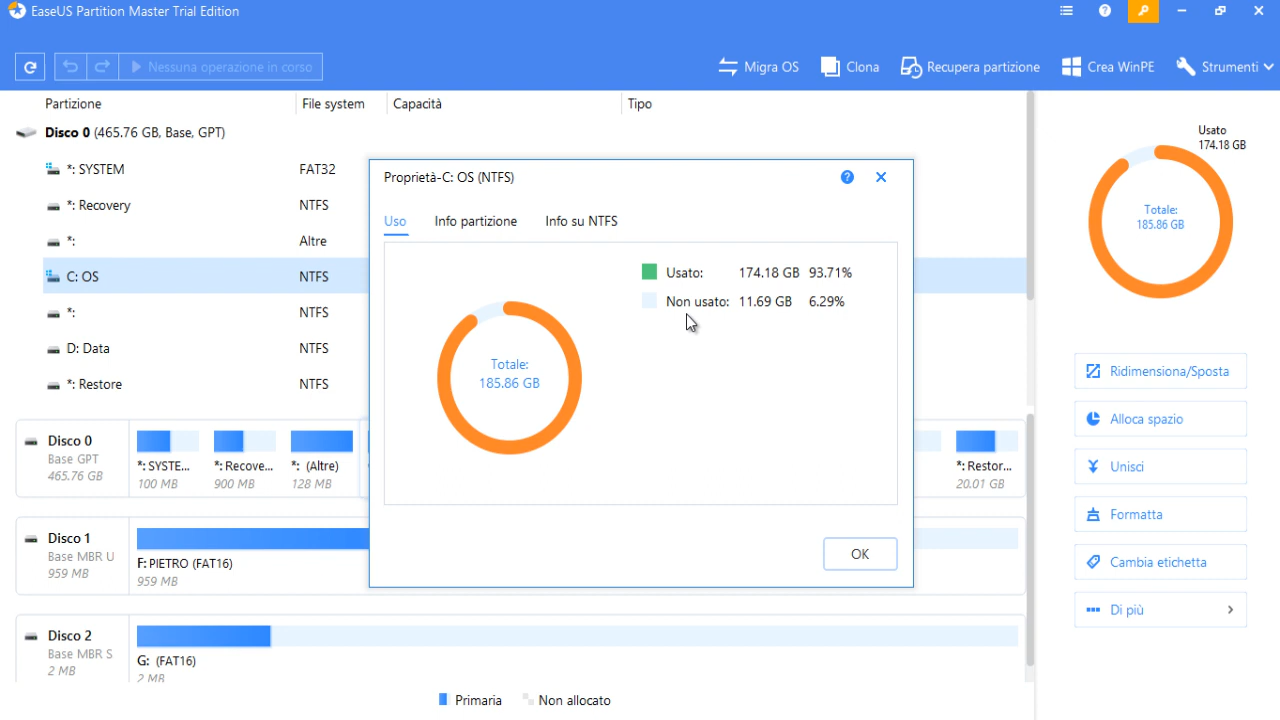 EaseUS Partition Master Trial Edition
Nessuna operazione in corso
Migra OS
Clona
Recupera partizione
Crea WinPE
Strumenti
Partizione File system Capacità Tipo
Disco 0 (465.76 GB, Base, GPT)
*: SYSTEM FAT32
*: Recovery NTFS
*: Altre
C: OS NTFS
*: NTFS
D: Data NTFS
*: Restore NTFS
Proprietà-C: OS (NTFS)
Uso Info partizione Info su NTFS
Usato: 174.18 GB 93.71%
Non usato: 11.69 GB 6.29%
Totale:
185.86 GB
OK
Usato
174.18 GB
Totale:
185.86 GB
Ridimensiona/Sposta
Alloca spazio
Unisci
Formatta
Cambia etichetta
Di più
Disco 0
Base GPT
465.76 GB
*: SYSTE...
100 MB
*: Recove...
900 MB
*: (Altre)
128 MB
*: Restor...
20.01 GB
Disco 1
Base MBR U
959 MB
F: PIETRO (FAT16)
959 MB
Disco 2
Base MBR S
2 MB
G: (FAT16)
2 MB
Primaria Non allocato